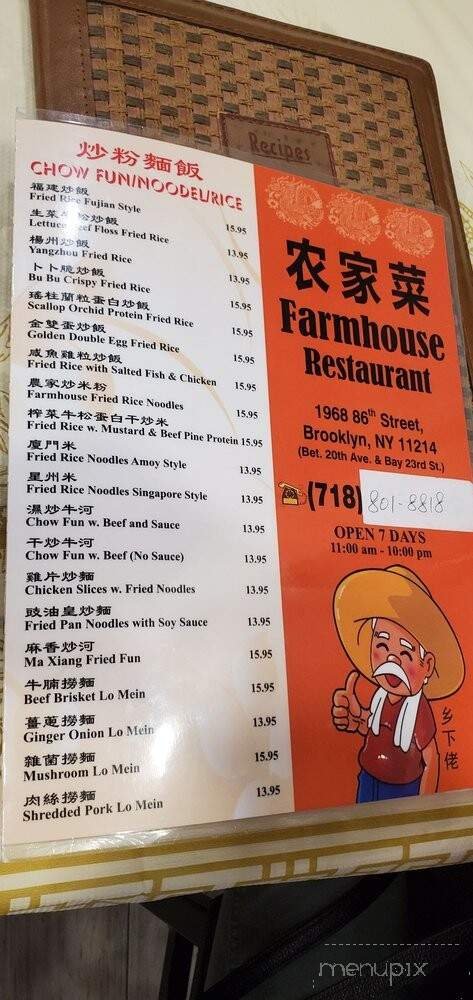 Recipes
炒粉麵飯
CHOW FUN/NOODEL/RICE
福建炒飯
Fried Rice Fujian Style 15.95
生菜牛松炒飯
Lettuce Beef Floss Fried Rice 13.95
楊州炒飯
Yangzhou Fried Rice 13.95
卜卜脆炒飯
Bu Bu Crispy Fried Rice 15.95
瑤柱蘭粒蛋白炒飯
Scallop Orchid Protein Fried Rice 15.95
金雙蛋炒飯
Golden Double Egg Fried Rice 15.95
咸魚雞粒炒飯
Fried Rice with Salted Fish & Chicken 15.95
農家炒米粉
Farmhouse Fried Rice Noodles 15.95
榨菜牛松蛋白干炒米
Fried Rice w. Mustard & Beef Pine Protein 15.95
廈門米
Fried Rice Noodles Amoy Style 13.95
星州米
Fried Rice Noodles Singapore Style 13.95
濕炒牛河
Chow Fun w. Beef and Sauce 13.95
干炒牛河
Chow Fun w. Beef (No Sauce) 13.95
雞片炒麵
Chicken Slices w. Fried Noodles 13.95
豉油皇炒麵
Fried Pan Noodles with Soy Sauce 13.95
麻香炒河
Ma Xiang Fried Fun 15.95
牛腩撈麵
Beef Brisket Lo Mein 15.95
薑蔥撈麵
Ginger Onion Lo Mein 13.95
雜菌撈麵
Mushroom Lo Mein 15.95
肉絲撈麵
Shredded Pork Lo Mein 13.95
农家菜
Farmhouse
Restaurant
1968 86th Street,
Brooklyn, NY 11214
(Bet. 20th Ave. & Bay 23rd St.)
(718) 801-8818
OPEN 7 DAYS
11:00 am - 10:00 pm
乡下佬
menupix